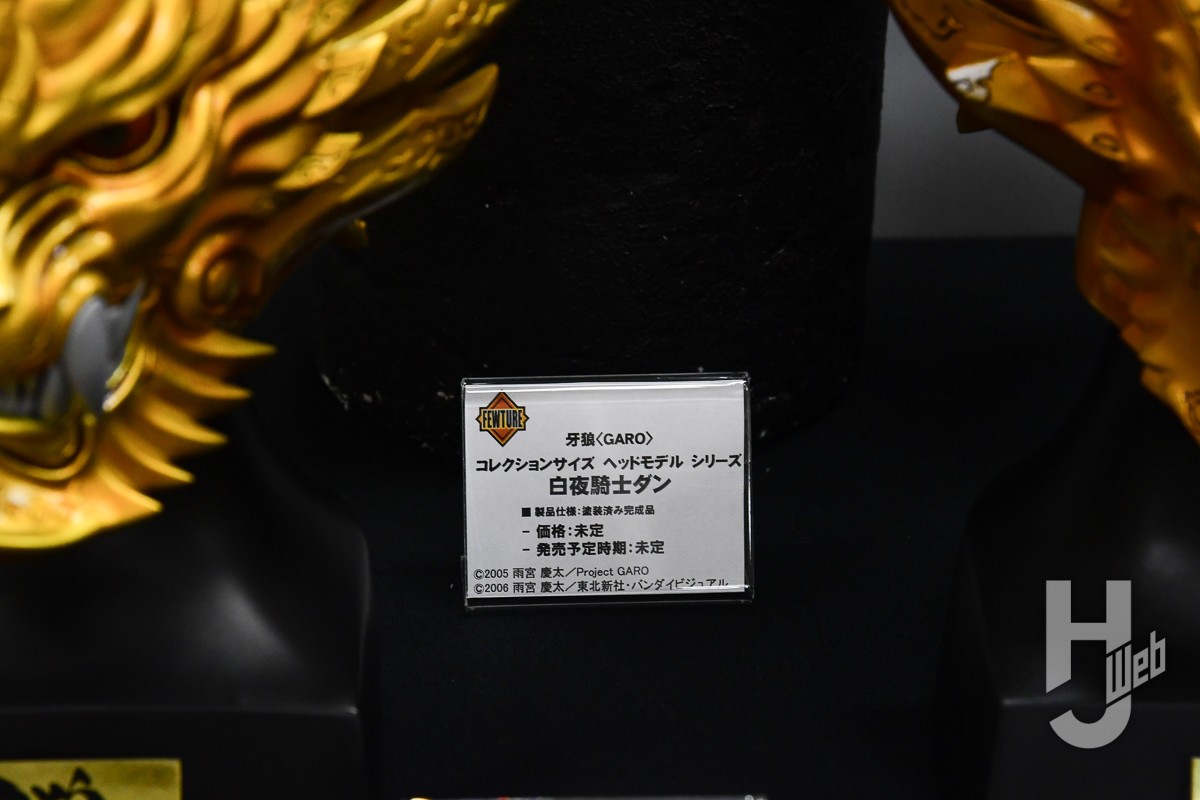 FEWTURE
牙狼〈GARO〉
コレクションサイズ ヘッドモデル シリーズ
白夜騎士ダン
■ 製品仕様:塗装済み完成品
- 価格:未定
- 発売予定時期:未定
©2005 雨宮 慶太/Project GARO
©2006 雨宮 慶太/東北新社・バンダイビジュアル
HJ Web